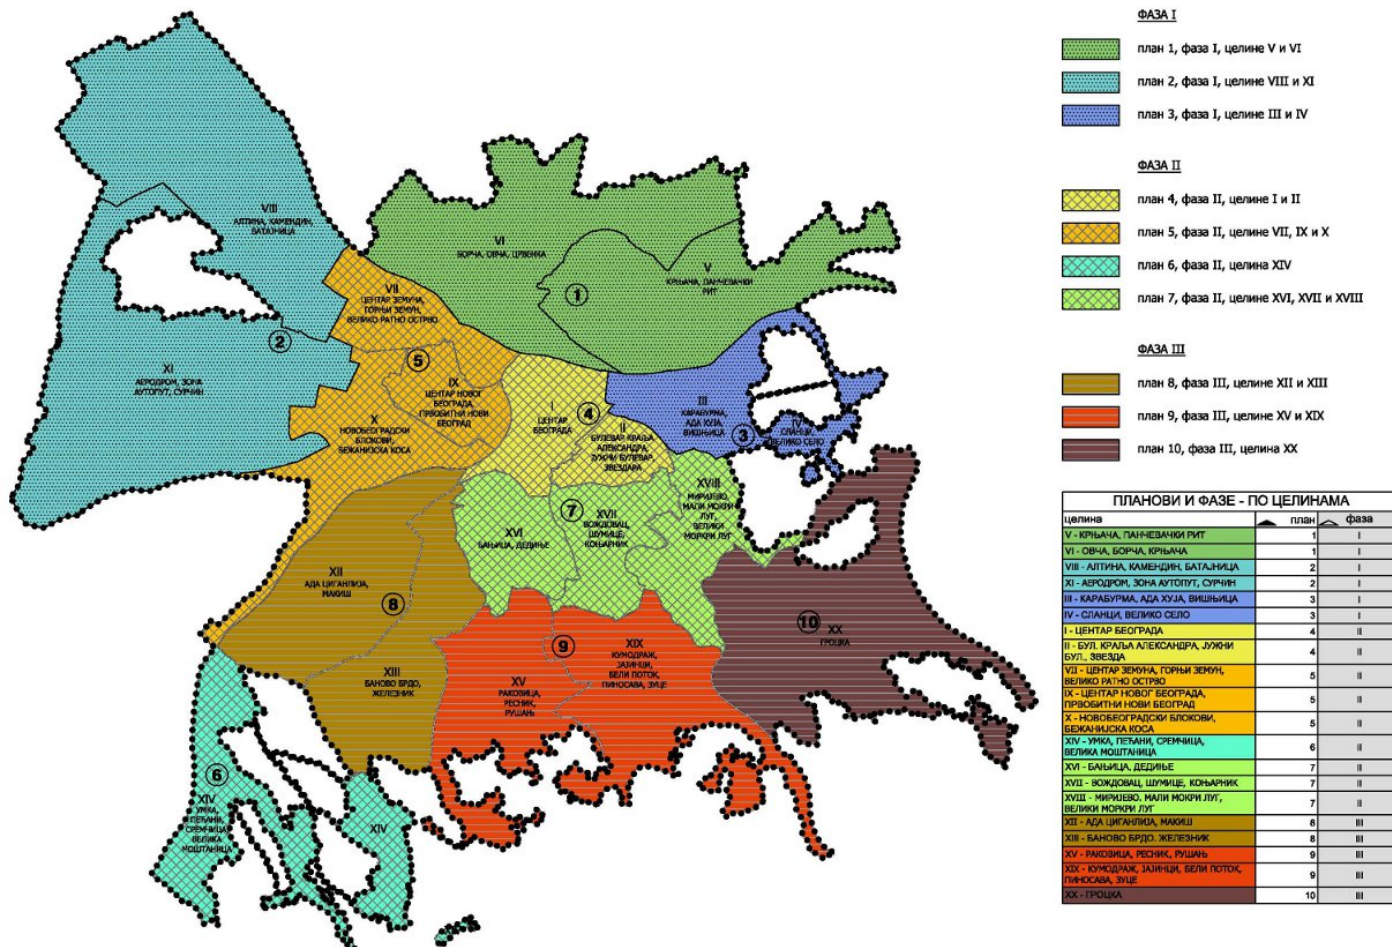 ФАЗА I
план 1, фаза I, целине V и VI
план 2, фаза I, целине VIII и XI
план 3, фаза I, целине III и IV
ФАЗА II
план 4, фаза II, целине I и II
план 5, фаза II, целине VII, IX и X
план 6, фаза II, целина XIV
план 7, фаза II, целине XVI, XVII и XVIII
ФАЗА III
план 8, фаза III, целине XII и XIII
план 9, фаза III, целине XV и XIX
план 10, фаза III, целина XX
VIII
АЛТИНА, КАМЕНДИН,
БАТАЈНИЦА
VI
БОРЧА, ОВЧА, ЦРВЕНКА
V
КРЊАЧА, ПАНЧЕВАЧКИ
РИТ
1
VII
ЦЕНТАР ЗЕМУНА,
ГОРЊИ ЗЕМУН,
ВЕЛИКО РАТНО ОСТРВО
2
XI
АЕРОДРОМ, ЗОНА
АУТОПУТ, СУРЧИН
5
IX
ЦЕНТАР НОВОГ
БЕОГРАДА,
ПРВОБИТНИ НОВИ
БЕОГРАД
X
НОВОБЕОГРАДСКИ
БЛОКОВИ,
БЕЖАНИЈСКА КОСА
I
ЦЕНТАР
БЕОГРАДА
4
II
БУЛЕВАР КРАЉА
АЛЕКСАНДРА,
ЈУЖНИ БУЛЕВАР,
ЗВЕЗДАРА
III
КАРАБУРМА,
АДА ХУЈА,
ВИШЊИЦА
3
IV
СЛАНЦИ,
ВЕЛИКО СЕЛО
XVIII
МИРИЈЕВО,
МАЛИ МОКРИ
ЛУГ,
ВЕЛИКИ
МОРКРИ ЛУГ
7
XVII
ВОЖДОВАЦ,
ШУМИЦЕ,
КОЊАРНИК
XVI
БАЊИЦА, ДЕДИЊЕ
XII
АДА ЦИГАНЛИЈА,
МАКИШ
8
XIII
БАНОВО БРДО,
ЖЕЛЕЗНИК
9
XIX
КУМОДРАЖ,
ЈАЈИНЦИ,
БЕЛИ ПОТОК,
ПИНОСАВА, ЗУЦЕ
XV
РАКОВИЦА,
РЕСНИК,
РУШАЊ
10
XX
ГРОЦКА
6
XIV
УМКА,
ПЕЋАНИ,
СРЕМЧИЦА,
ВЕЛИКА
МОШТАНИЦА
XIV
ПЛАНОВИ И ФАЗЕ - ПО ЦЕЛИНАМА
целина план фаза
V - КРЊАЧА, ПАНЧЕВАЧКИ РИТ 1 I
VI - ОВЧА, БОРЧА, КРЊАЧА 1 I
VIII - АЛТИНА, КАМЕНДИН, БАТАЈНИЦА 2 I
XI - АЕРОДРОМ, ЗОНА АУТОПУТ, СУРЧИН 2 I
III - КАРАБУРМА, АДА ХУЈА, ВИШЊИЦА 3 I
IV - СЛАНЦИ, ВЕЛИКО СЕЛО 3 I
I - ЦЕНТАР БЕОГРАДА 4 II
II - БУЛ. КРАЉА АЛЕКСАНДРА, ЈУЖНИ
БУЛ., ЗВЕЗДА 4 II
VII - ЦЕНТАР ЗЕМУНА, ГОРЊИ ЗЕМУН,
ВЕЛИКО РАТНО ОСТРВО 5 II
IX - ЦЕНТАР НОВОГ БЕОГРАДА,
ПРВОБИТНИ НОВИ БЕОГРАД 5 II
X - НОВОБЕОГРАДСКИ БЛОКОВИ,
БЕЖАНИЈСКА КОСА 5 II
XIV - УМКА, ПЕЋАНИ, СРЕМЧИЦА,
ВЕЛИКА МОШТАНИЦА 6 II
XVI - БАЊИЦА, ДЕДИЊЕ 7 II
XVII - ВОЖДОВАЦ, ШУМИЦЕ, КОЊАРНИК 7 II
XVIII - МИРИЈЕВО. МАЛИ МОКРИ ЛУГ,
ВЕЛИКИ МОРКРИ ЛУГ 7 II
XII - АДА ЦИГАНЛИЈА, МАКИШ 8 III
XIII - БАНОВО БРДО. ЖЕЛЕЗНИК 8 III
XV - РАКОВИЦА, РЕСНИК, РУШАЊ 9 III
XIX - КУМОДРАЖ, ЈАЈИНЦИ, БЕЛИ ПОТОК,
ПИНОСАВА, ЗУЦЕ 9 III
XX - ГРОЦКА 10 III